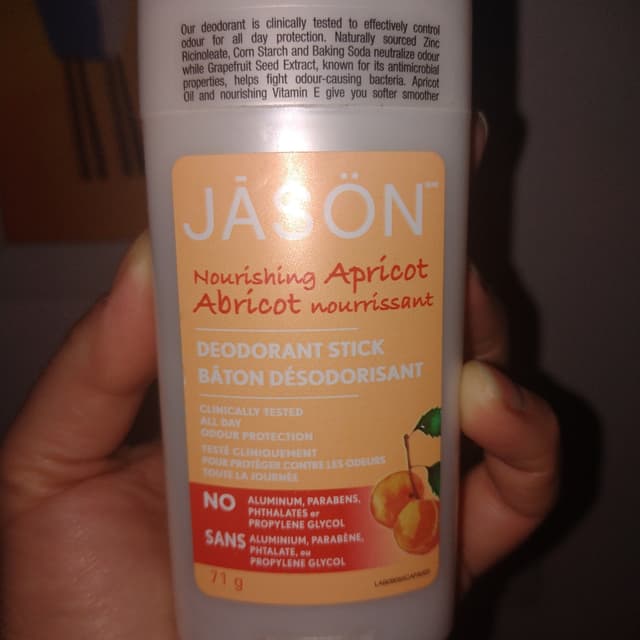 Our deodorant is clinically tested to effectively control
odour for all day protection. Naturally sourced Zinc
Ricinoleate, Corn Starch and Baking Soda neutralize odour
while Grapefruit Seed Extract, known for its antimicrobial
properties, helps fight odour-causing bacteria. Apricot
Oil and nourishing Vitamin E give you softer smoother
JĀSÖN
Nourishing Apricot
Abricot nourrissant
DEODORANT STICK
BÂTON DÉSODORISANT
CLINICALLY TESTED
ALL DAY
ODOUR PROTECTION
TESTÉ CLINIQUEMENT
POUR PROTÉGER CONTRE LES ODEURS
TOUTE LA JOURNÉE
NO ALUMINUM, PARABENS,
PHTHALATES or
PROPYLENE GLYCOL
SANS ALUMINIUM, PARABÈNE,
PHTALATE, ou
PROPYLENE GLYCOL
71 g